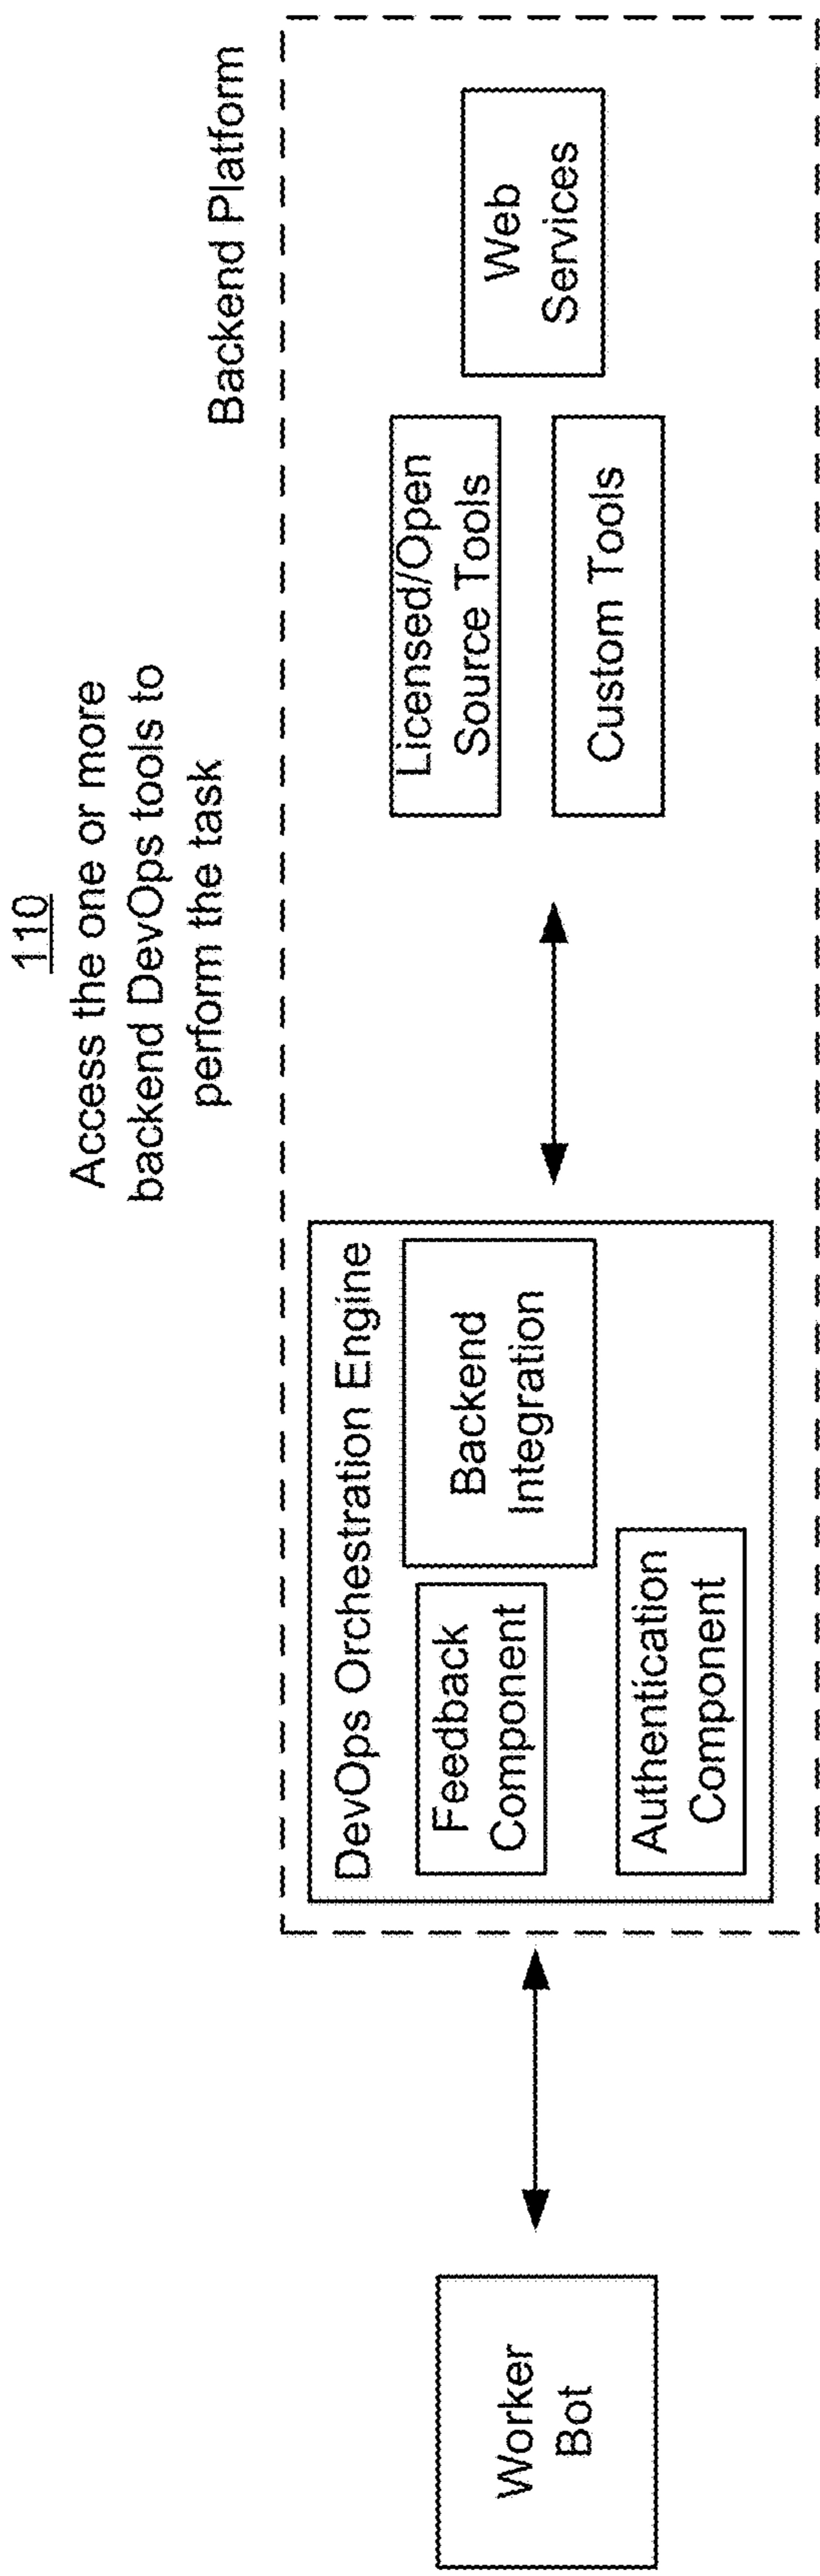 110
Access the one or more
backend DevOps tools to
perform the task
Backend Platform
Worker
Bot
DevOps Orchestration Engine
Feedback
Component
Backend
Integration
Authentication
Component
Licensed/Open
Source Tools
Custom Tools
Web
Services